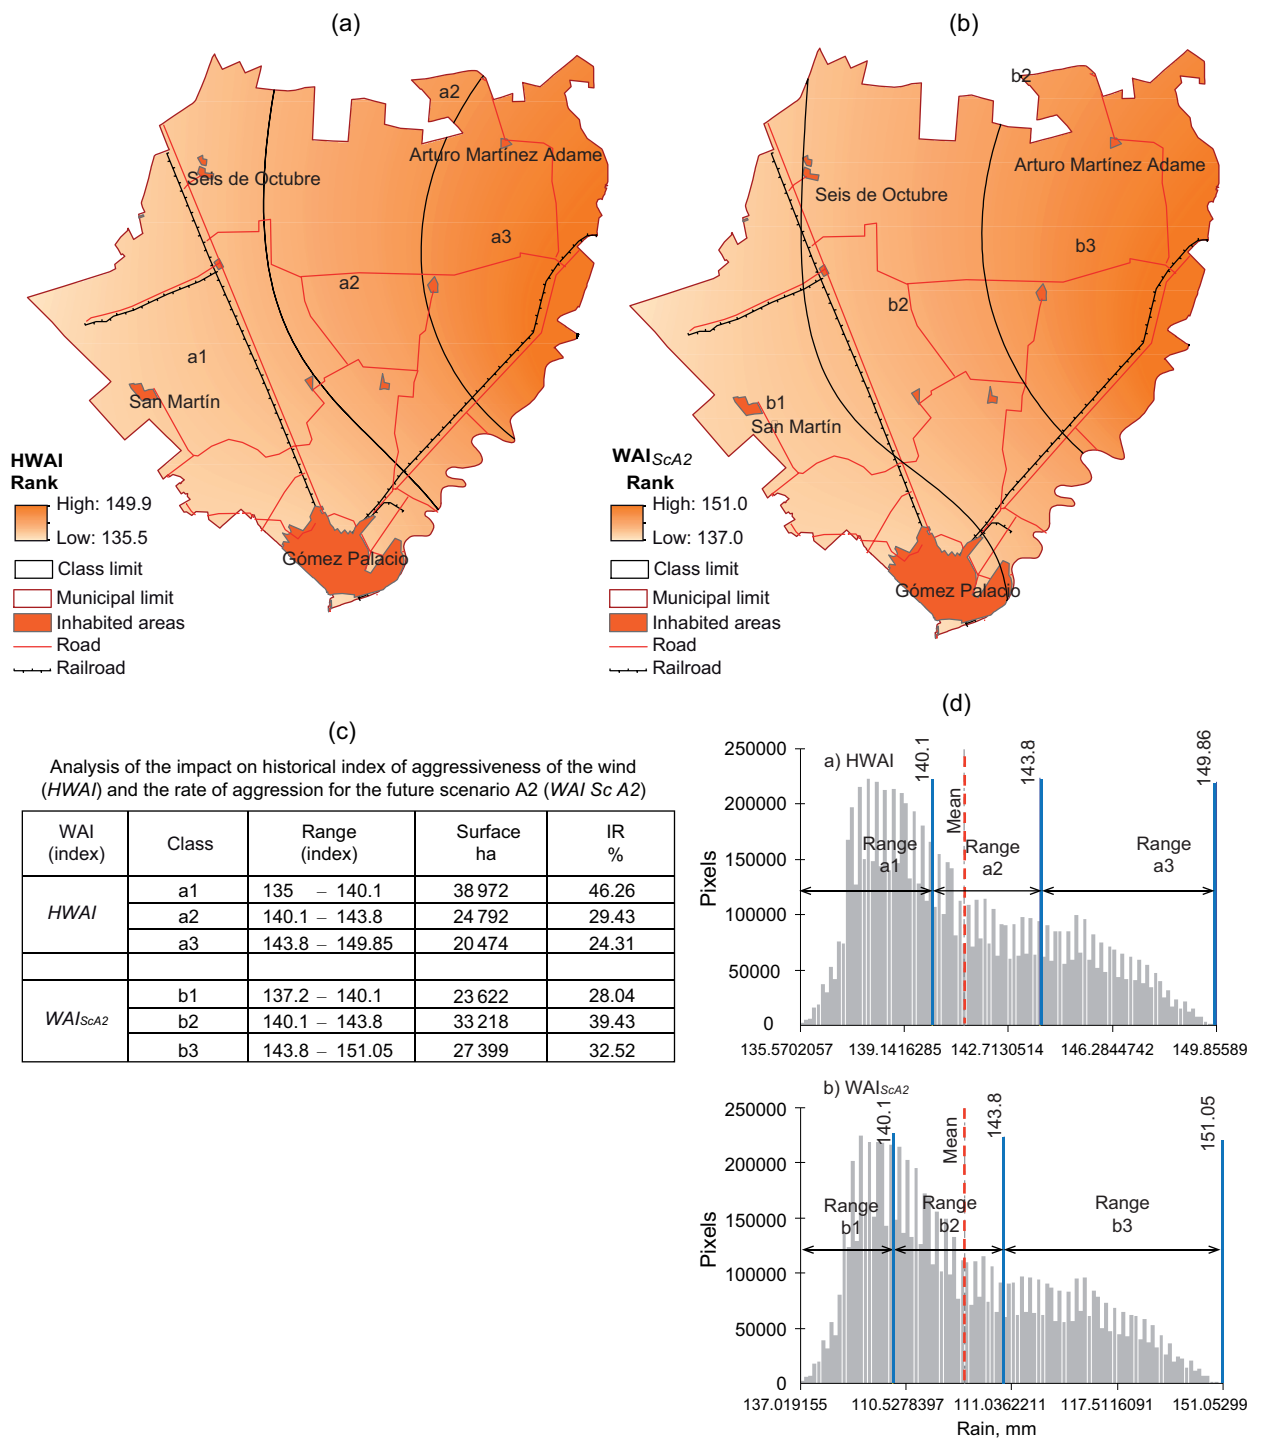 (a)
a2
Arturo Martínez Adame
Seis de Octubre
a3
a2
a1
San Martín
Gómez Palacio
HWAI
Rank
High: 149.9
Low: 135.5
Class limit
Municipal limit
Inhabited areas
Road
Railroad
(b)
b2
Arturo Martínez Adame
Seis de Octubre
b3
b2
b1
San Martín
Gómez Palacio
WAIScA2
Rank
High: 151.0
Low: 137.0
Class limit
Municipal limit
Inhabited areas
Road
Railroad
(c)
Analysis of the impact on historical index of aggressiveness of the wind
(HWAI) and the rate of aggression for the future scenario A2 (WAI Sc A2)
WAI (index) Class Range (index) Surface ha IR %
HWAI a1 135 – 140.1 38 972 46.26
a2 140.1 – 143.8 24 792 29.43
a3 143.8 – 149.85 20 474 24.31
WAIScA2 b1 137.2 – 140.1 23 622 28.04
b2 140.1 – 143.8 33 218 39.43
b3 143.8 – 151.05 27 399 32.52
(d)
a) HWAI
140.1
Mean
143.8
149.86
Range a1
Range a2
Range a3
Pixels
250000
200000
150000
100000
50000
0
135.5702057 139.1416285 142.7130514 146.2844742 149.85589
b) WAIScA2
140.1
Mean
143.8
151.05
Range b1
Range b2
Range b3
Pixels
250000
200000
150000
100000
50000
0
137.019155 110.5278397 111.0362211 117.5116091 151.05299
Rain, mm